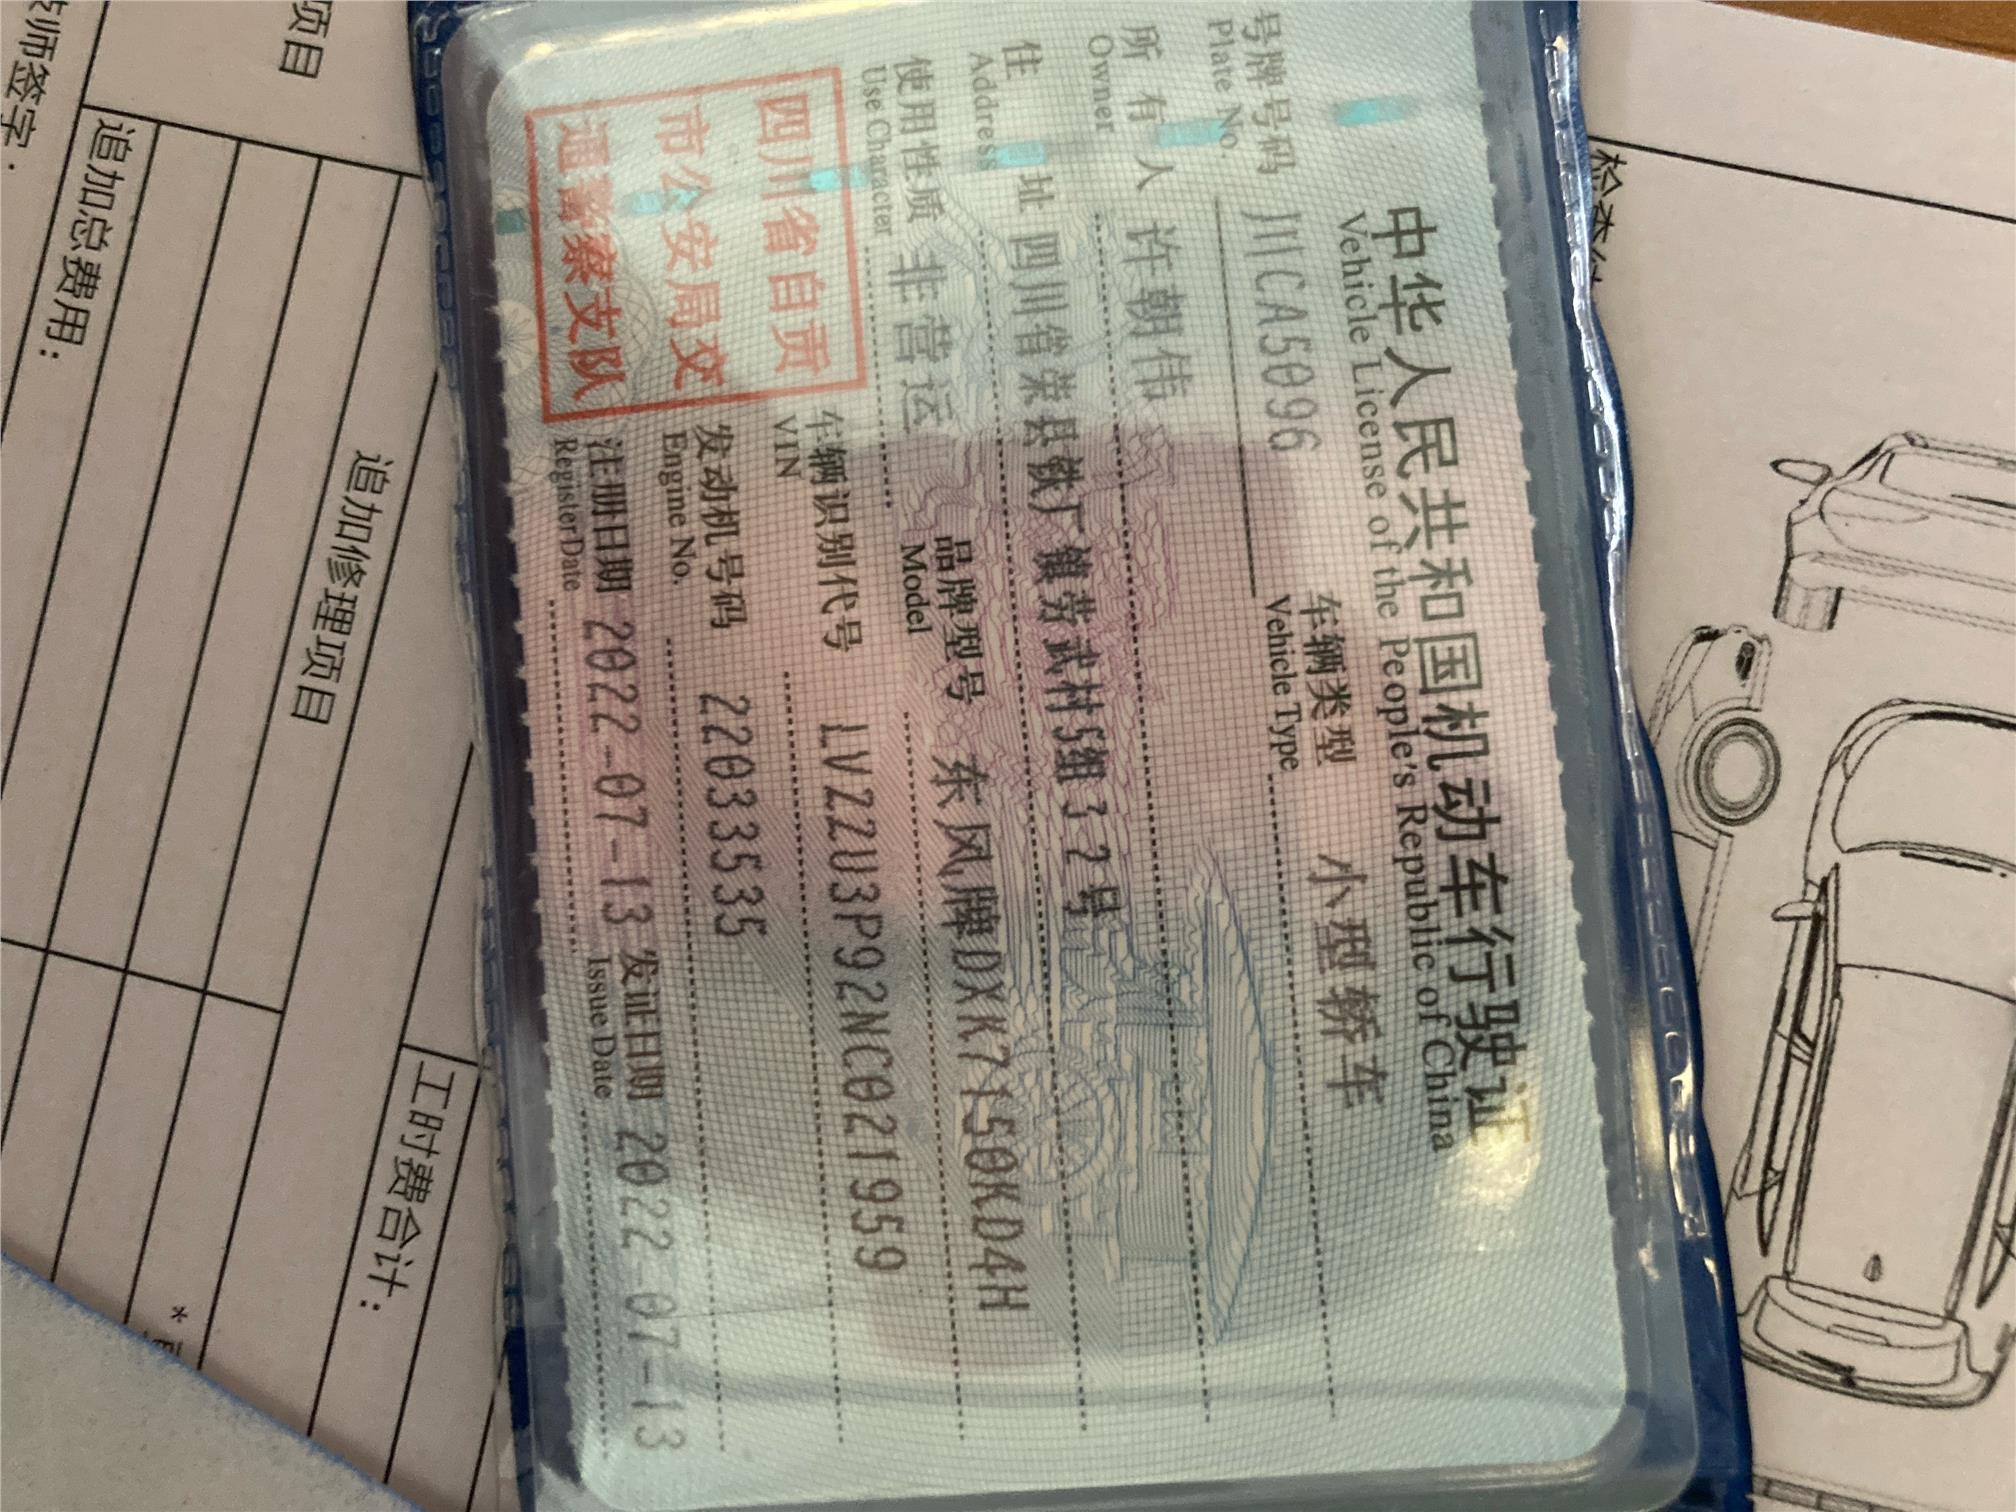 中华人民共和国机动车行驶证
Vehicle License of the People's Republic of China
号牌号码 川CA5096 车辆类型 小型轿车
Plate No. Vehicle Type
所有人 许朝伟
Owner
住址 四川省荣县铁厂镇劳武村5组32号
Address
使用性质 非营运 品牌型号 东风牌DXK7150KD4H
Use Character Model
车辆识别代号 LVZZU3P92NC021959
VIN
发动机号码 220335535
Engine No.
注册日期 2022-07-13 发证日期 2022-07-13
Register Date Issue Date
四川省自贡
市公安局交
通警察支队
项目
追加总费用：
追加修理项目
工时费合计：
师签字：